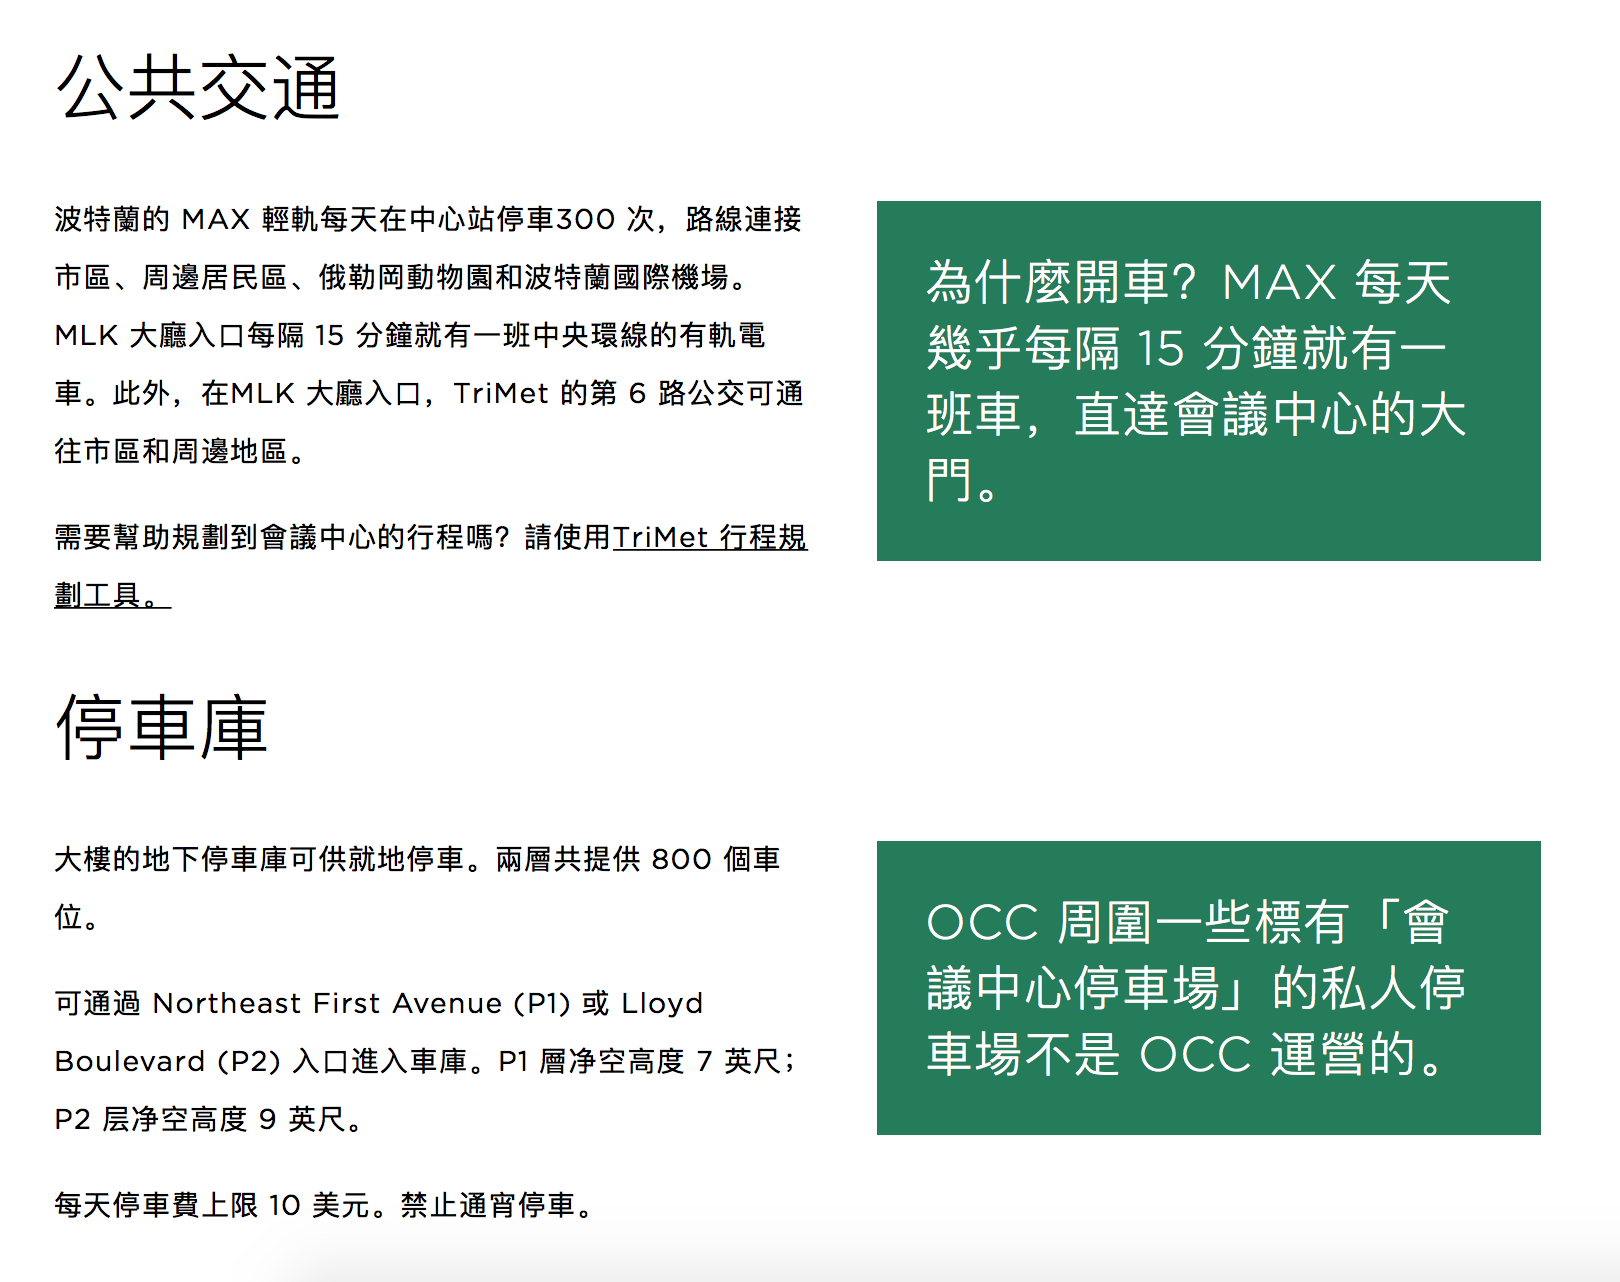 公共交通
波特蘭的 MAX 輕軌每天在中心站停車300 次，路線連接
市區、周邊居民區、俄勒岡動物園和波特蘭國際機場。
MLK 大廳入口每隔 15 分鐘就有一班中央環線的有軌電
車。此外，在MLK 大廳入口，TriMet 的第 6 路公交可通
往市區和周邊地區。
需要幫助規劃到會議中心的行程嗎？請使用TriMet 行程規
劃工具。
為什麼開車？MAX 每天
幾乎每隔 15 分鐘就有一
班車，直達會議中心的大
門。
停車庫
大樓的地下停車庫可供就地停車。兩層共提供 800 個車
位。
可通過 Northeast First Avenue (P1) 或 Lloyd
Boulevard (P2) 入口進入車庫。P1 層净空高度 7 英尺；
P2 层净空高度 9 英尺。
每天停車費上限 10 美元。禁止通宵停車。
OCC 周圍一些標有「會
議中心停車場」的私人停
車場不是 OCC 運營的。